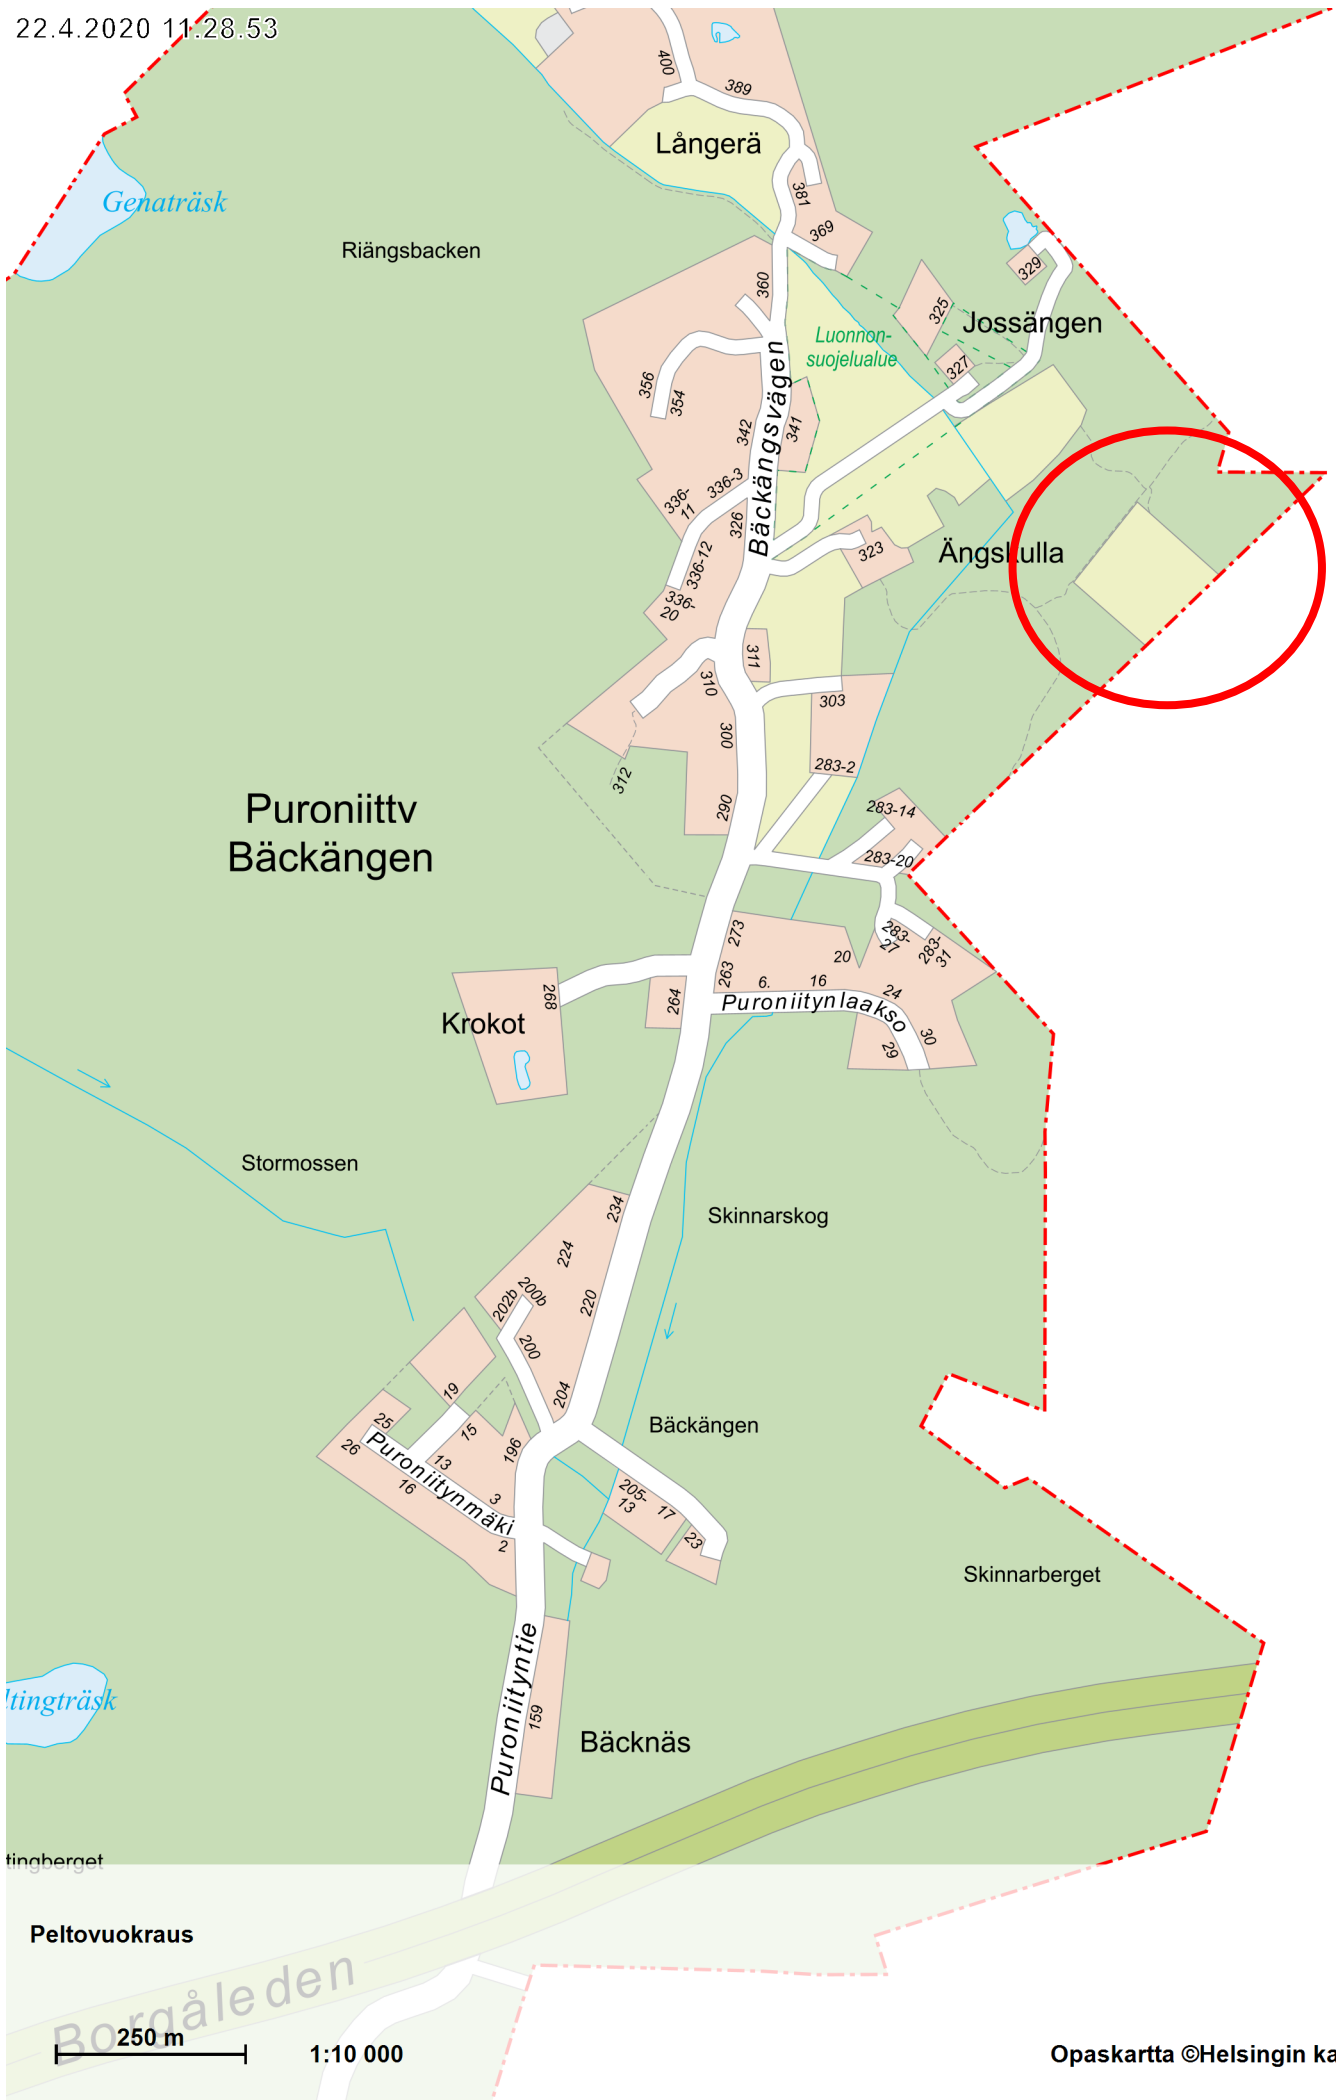 22.4.2020 11.28.53
400
389
Långerä
Genaträsk
381
369
Riängsbacken
360
329
325
Jossängen
Luonnon-
suojelualue
327
356
354
Bäckängsvägen
342
341
336-3
336-
11
326
336-12
323
Ängskulla
336-
20
311
310
303
300
312
283-2
290
283-14
Puroniittv
Bäckängen
283-20
273
283-
27
283-
31
20
263
6.
16
24
268
264
Puroniitynlaakso
Krokot
30
29
Stormossen
234
Skinnarskog
224
200b
202b
220
200
204
19
25
15
Bäckängen
26
196
13
Puroniitynmäki
16
3
205-
13
17
23
2
Skinnarberget
Puroniityntie
ltingträsk
159
Bäcknäs
tingberget
Peltovuokraus
Borgåleden
250 m
1:10 000
Opaskartta ©Helsingin ka